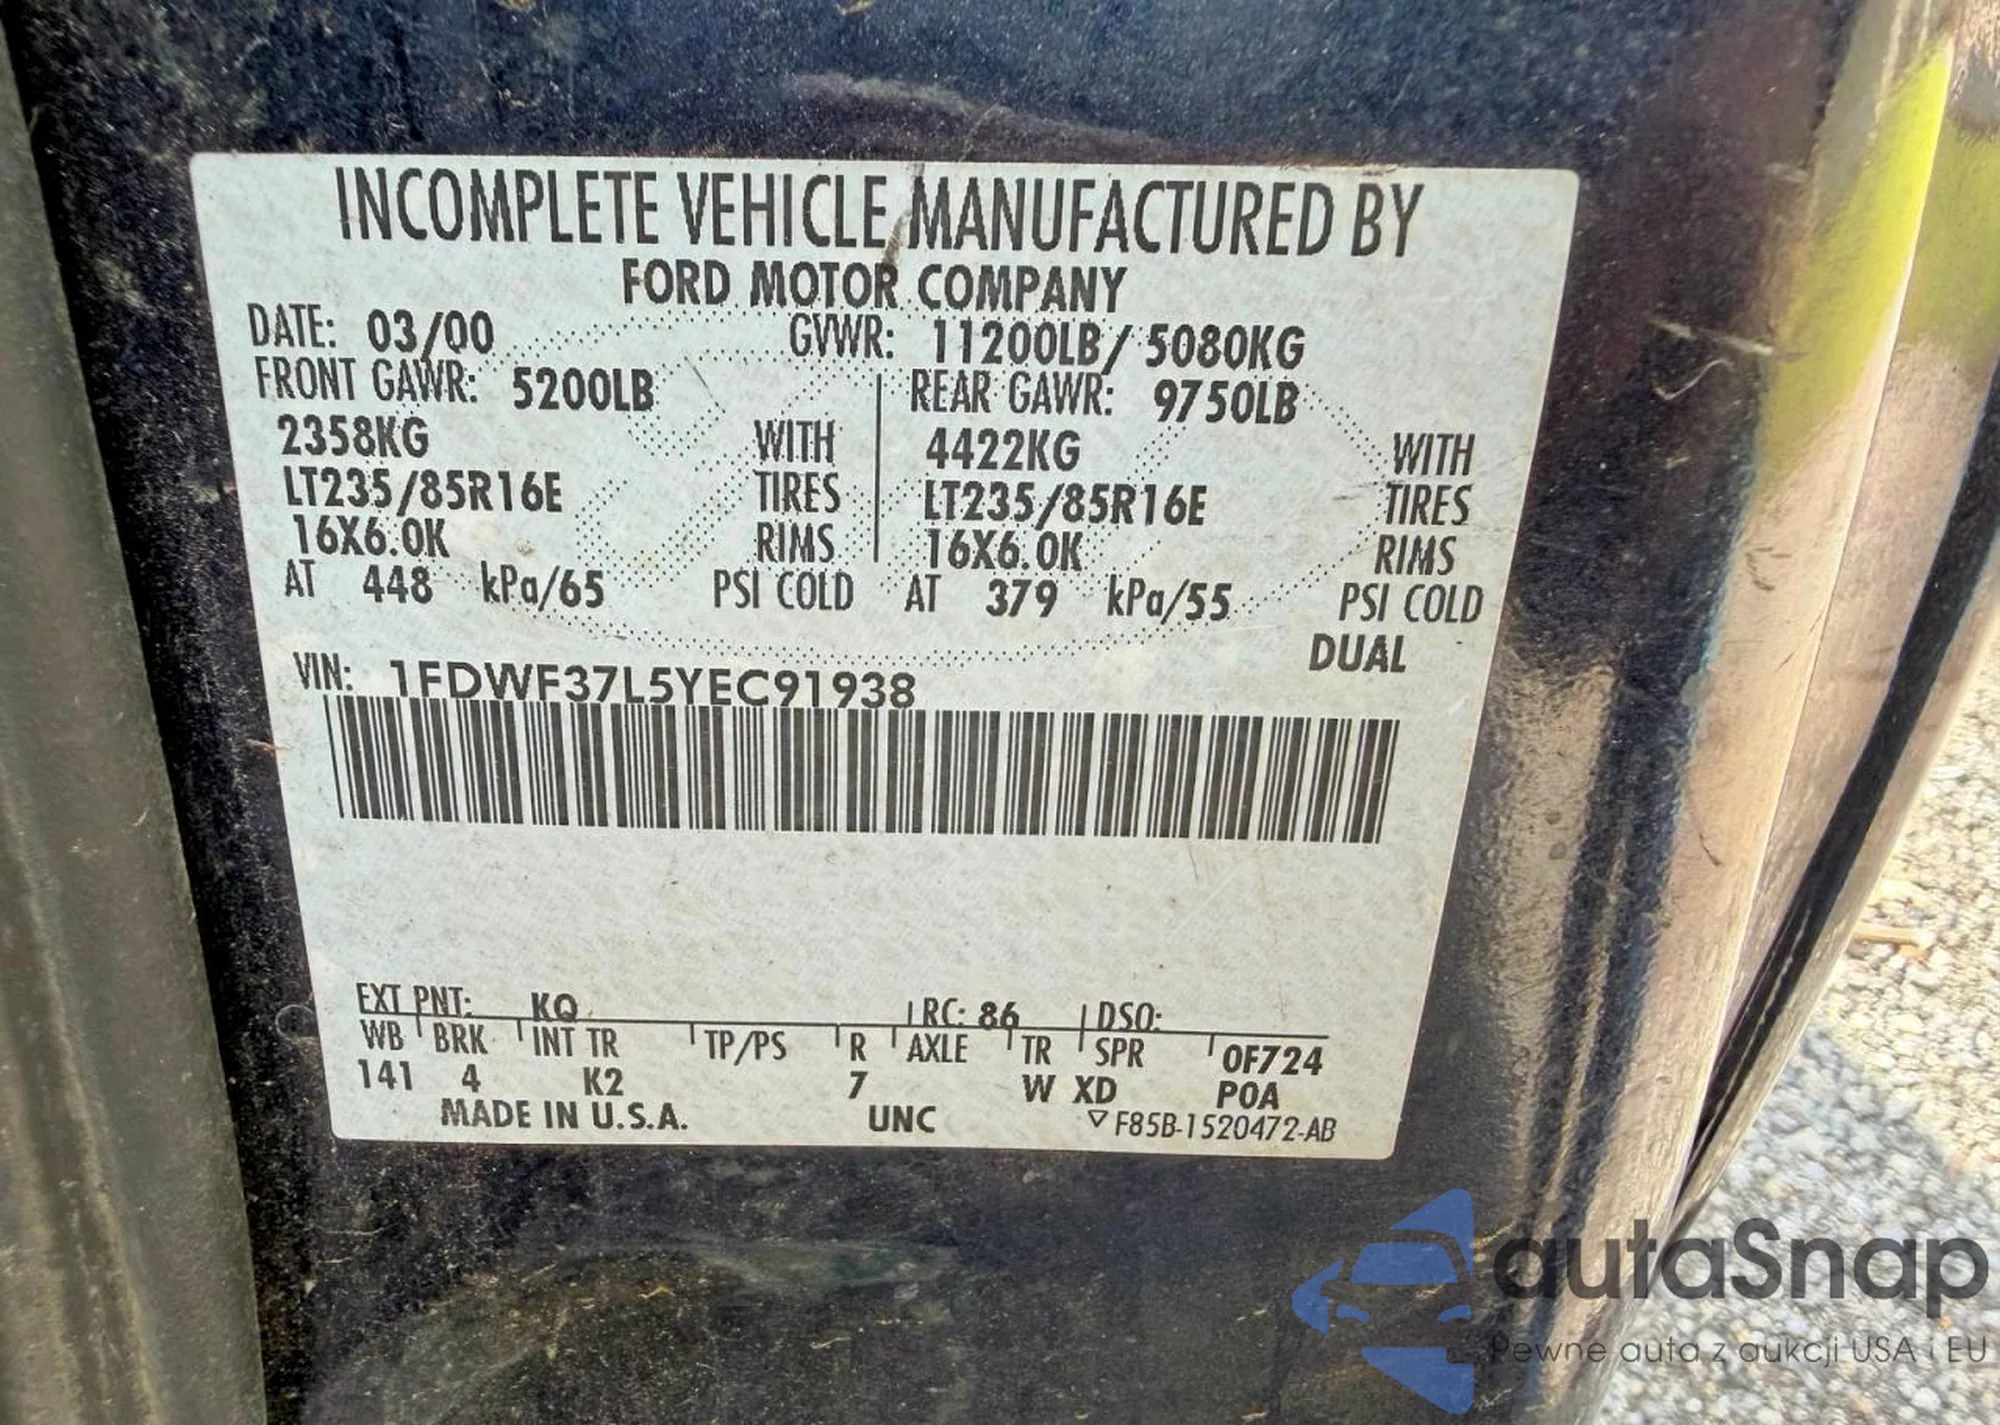 INCOMPLETE VEHICLE MANUFACTURED BY
FORD MOTOR COMPANY
DATE: 03/00 GVWR: 11200LB/ 5080KG
FRONT GAWR: 5200LB REAR GAWR: 9750LB
2358KG WITH 4422KG WITH
LT235/85R16E TIRES LT235/85R16E TIRES
16X6.0K RIMS 16X6.0K RIMS
AT 448 kPa/65 PSI COLD AT 379 kPa/55 PSI COLD
DUAL
VIN: 1FDWF37L5YEC91938
EXT PNT: KQ RC: 86 DSO:
WB BRK INT TR TP/PS R AXLE TR SPR 0F724
141 4 K2 7 W XD P0A
MADE IN U.S.A. UNC ▽ F85B-1520472-AB
autaSnap
Pewne auta z aukcji USA i EU